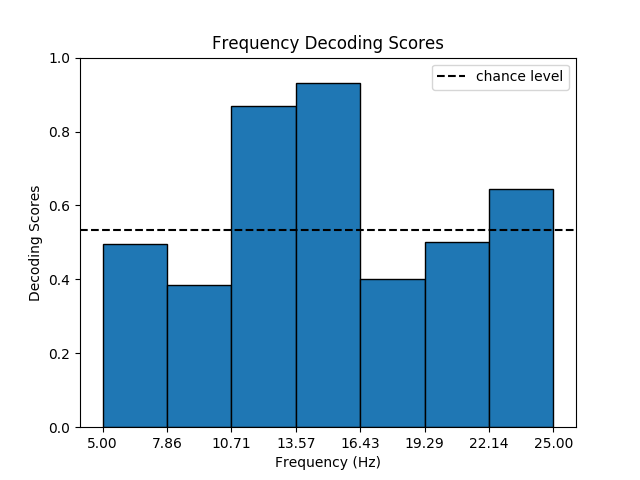 Frequency Decoding Scores
chance level
Decoding Scores
1.0
0.8
0.6
0.4
0.2
0.0
5.00 7.86 10.71 13.57 16.43 19.29 22.14 25.00
Frequency (Hz)